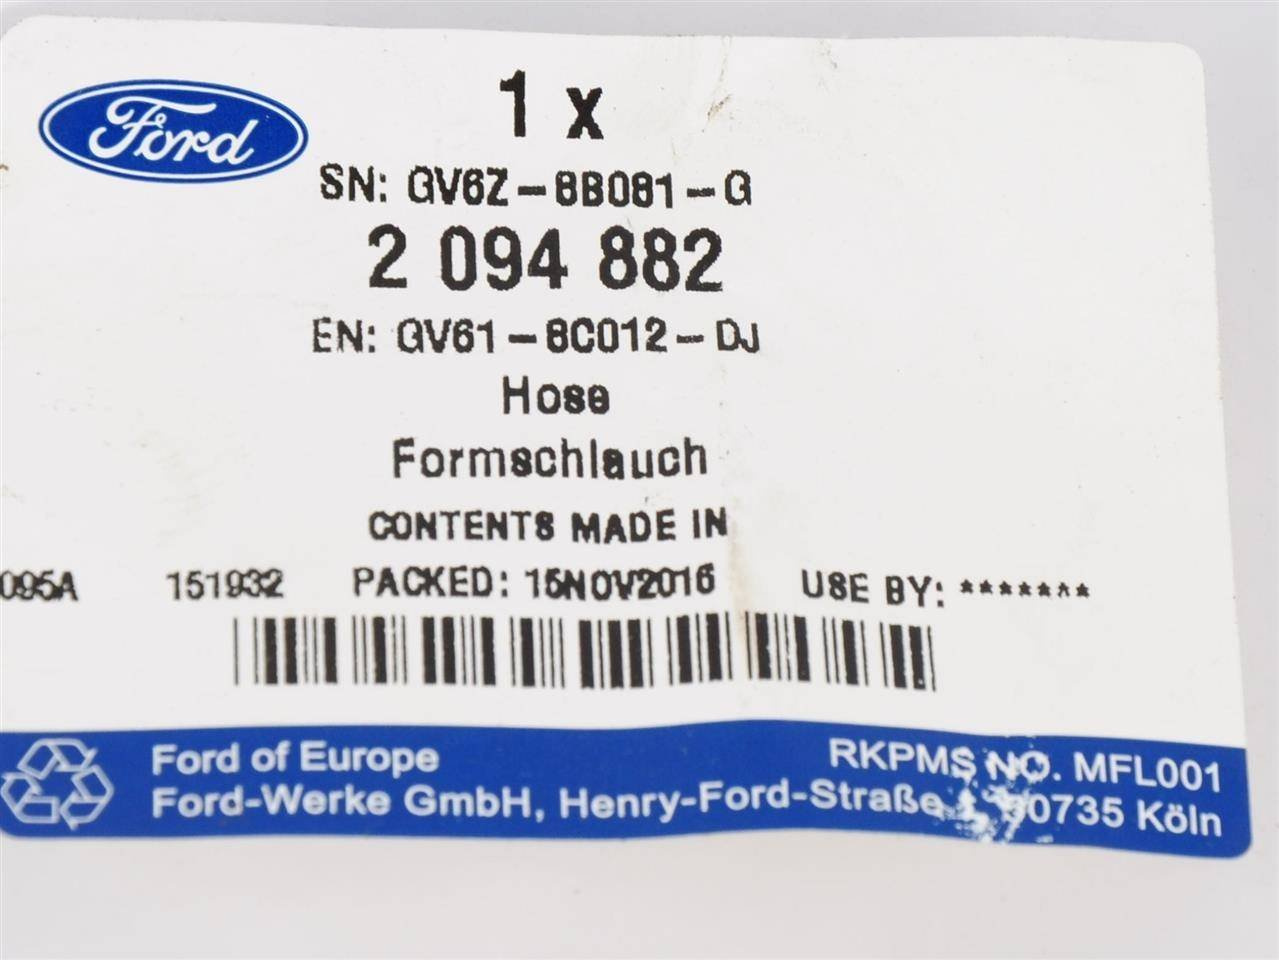 Ford
1 x
SN: GV6Z-8B081-G
2 094 882
EN: GV61-8C012-DJ
Hose
Formschlauch
CONTENTS MADE IN
095A 151932 PACKED: 15NOV2016 USE BY: *******
Ford of Europe
RKPMS NO. MFL001
Ford-Werke GmbH, Henry-Ford-Straße 50735 Köln